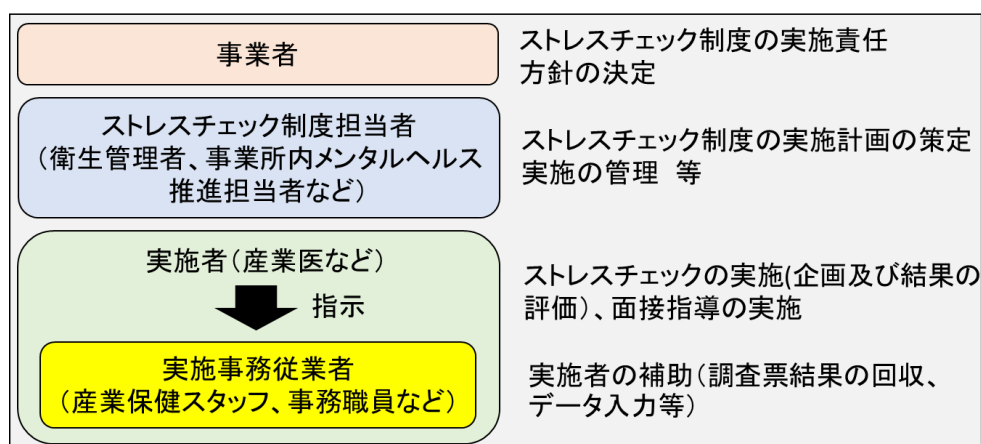 事業者
ストレスチェック制度の実施責任
方針の決定
ストレスチェック制度担当者
（衛生管理者、事業所内メンタルヘルス
推進担当者など）
ストレスチェック制度の実施計画の策定
実施の管理　等
実施者（産業医など）
指示
ストレスチェックの実施(企画及び結果の
評価）、面接指導の実施
実施事務従業者
（産業保健スタッフ、事務職員など）
実施者の補助（調査票結果の回収、
データ入力等）